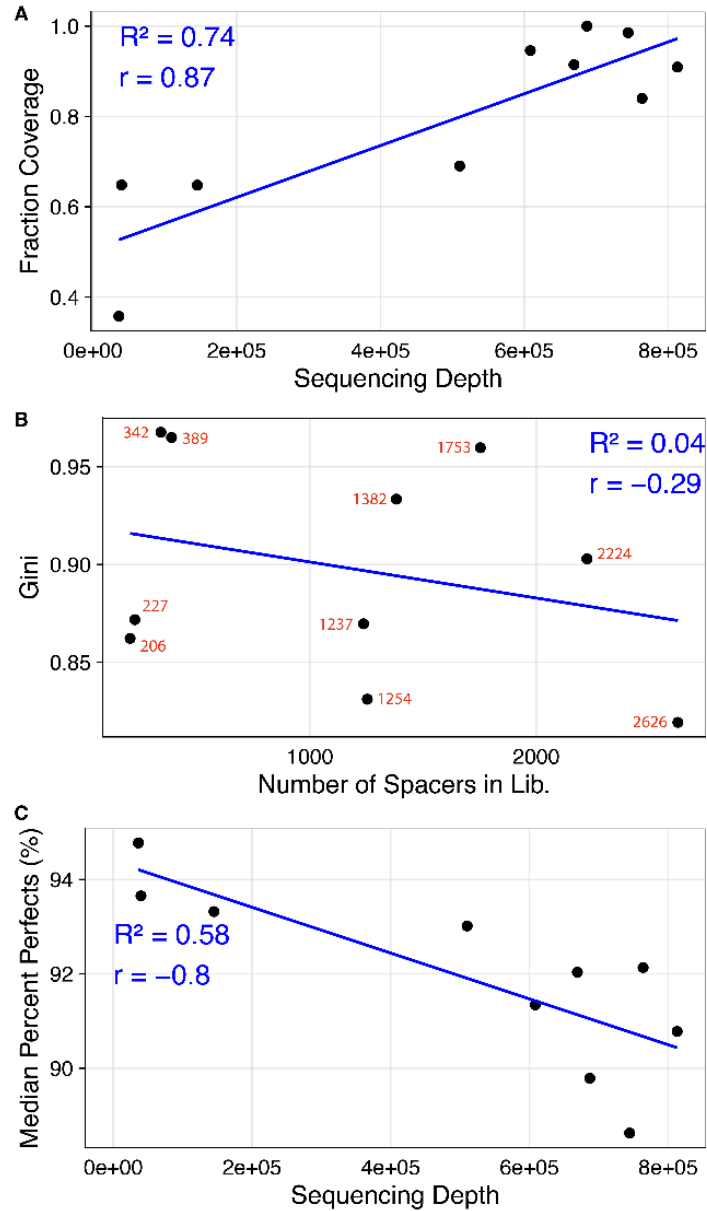 A
R² = 0.74
r = 0.87
1.0
0.8
0.6
0.4
Fraction Coverage
0e+00 2e+05 4e+05 6e+05 8e+05
Sequencing Depth
B
342 389 1753
R² = 0.04
r = −0.29
1382
2224
227
206
1237
1254
2626
0.95
0.90
0.85
Gini
1000 2000
Number of Spacers in Lib.
C
94
92
90
Median Percent Perfects (%)
R² = 0.58
r = −0.8
0e+00 2e+05 4e+05 6e+05 8e+05
Sequencing Depth